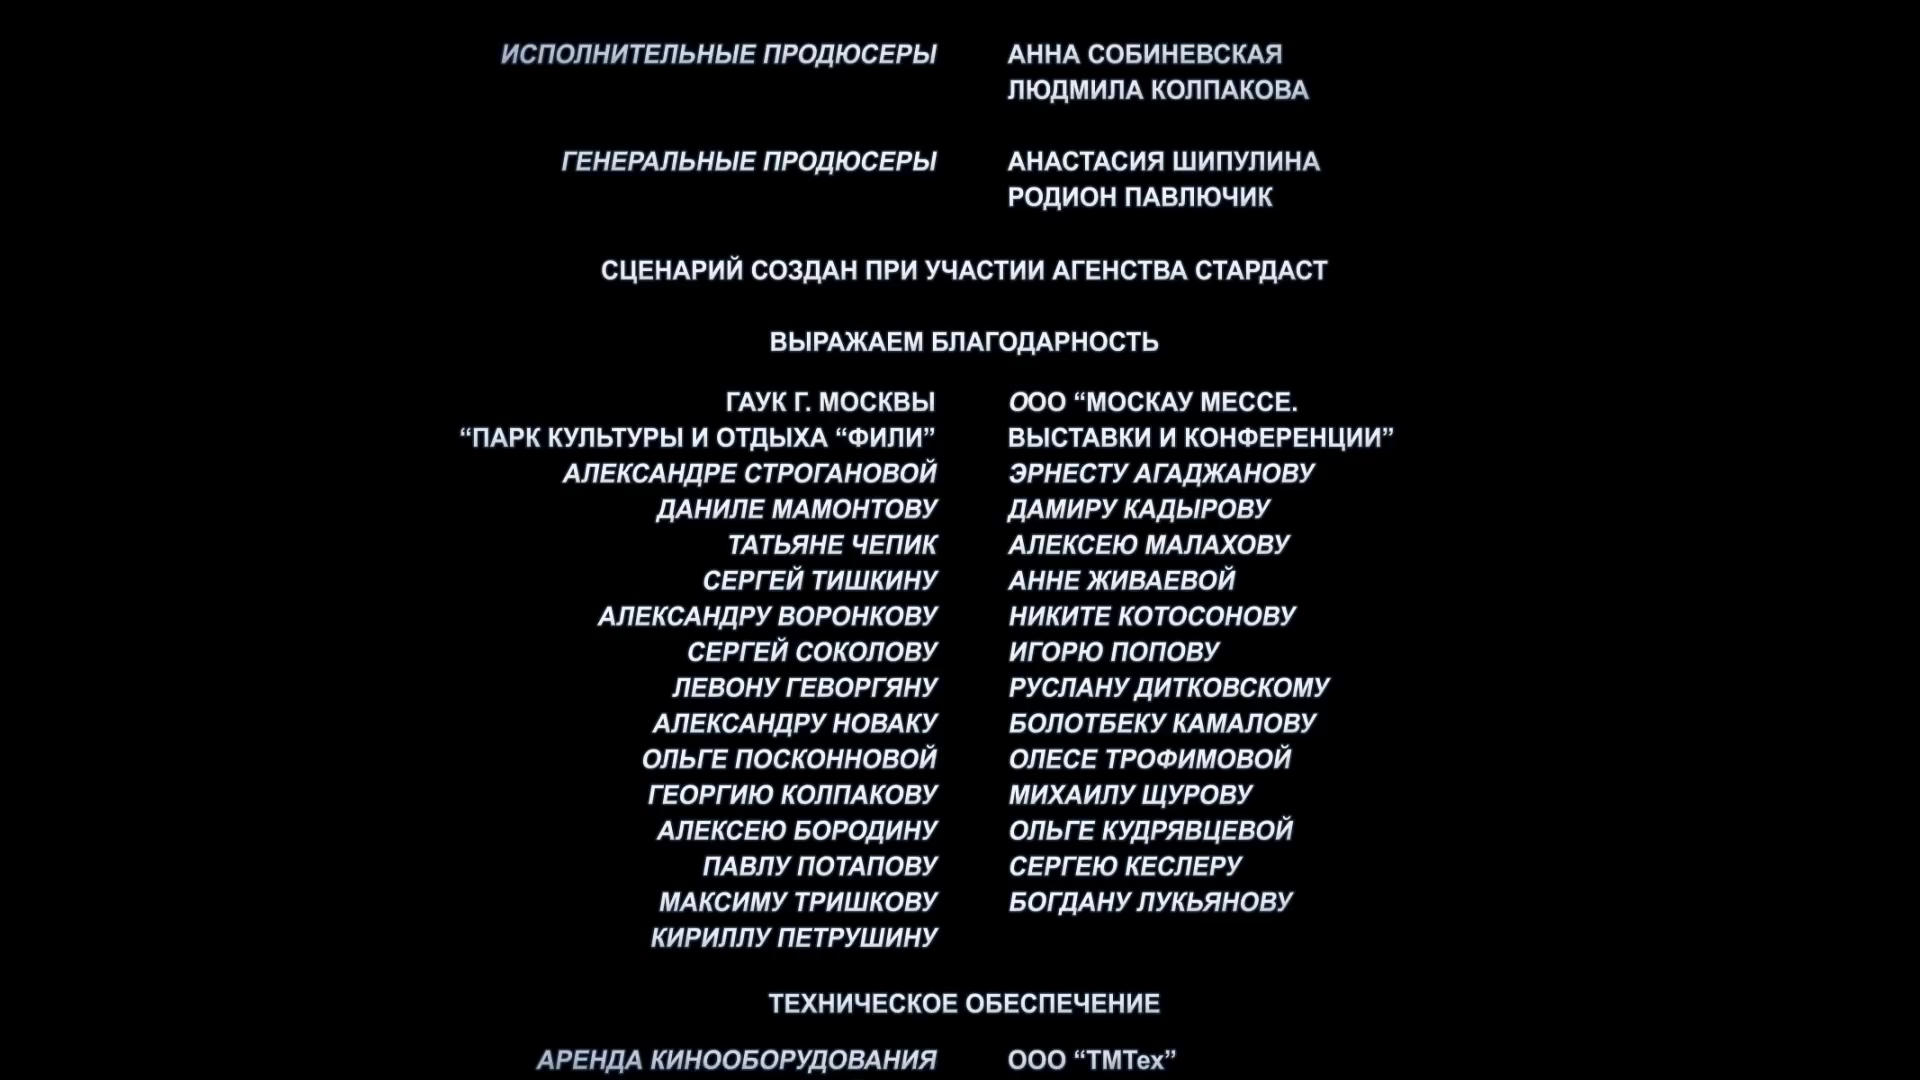 ИСПОЛНИТЕЛЬНЫЕ ПРОДЮСЕРЫ АННА СОБИНЕВСКАЯ
ЛЮДМИЛА КОЛПАКОВА
ГЕНЕРАЛЬНЫЕ ПРОДЮСЕРЫ АНАСТАСИЯ ШИПУЛИНА
РОДИОН ПАВЛЮЧИК
СЦЕНАРИЙ СОЗДАН ПРИ УЧАСТИИ АГЕНСТВА СТАРДАСТ
ВЫРАЖАЕМ БЛАГОДАРНОСТЬ
ГАУК Г. МОСКВЫ ООО “МОСКАУ МЕССЕ.
“ПАРК КУЛЬТУРЫ И ОТДЫХА “ФИЛИ” ВЫСТАВКИ И КОНФЕРЕНЦИИ”
АЛЕКСАНДРЕ СТРОГАНОВОЙ ЭРНЕСТУ АГАДЖАНОВУ
ДАНИЛЕ МАМОНТОВУ ДАМИРУ КАДЫРОВУ
ТАТЬЯНЕ ЧЕПИК АЛЕКСЕЮ МАЛАХОВУ
СЕРГЕЙ ТИШКИНУ АННЕ ЖИВАЕВОЙ
АЛЕКСАНДРУ ВОРОНКОВУ НИКИТЕ КОТОСОНОВУ
СЕРГЕЙ СОКОЛОВУ ИГОРЮ ПОПОВУ
ЛЕВОНУ ГЕВОРГЯНУ РУСЛАНУ ДИТКОВСКОМУ
АЛЕКСАНДРУ НОВАКУ БОЛОТБЕКУ КАМАЛОВУ
ОЛЬГЕ ПОСКОННОВОЙ ОЛЕСЕ ТРОФИМОВОЙ
ГЕОРГИЮ КОЛПАКОВУ МИХАИЛУ ЩУРОВУ
АЛЕКСЕЮ БОРОДИНУ ОЛЬГЕ КУДРЯВЦЕВОЙ
ПАВЛУ ПОТАПОВУ СЕРГЕЮ КЕСЛЕРУ
МАКСИМУ ТРИШКОВУ БОГДАНУ ЛУКЬЯНОВУ
КИРИЛЛУ ПЕТРУШИНУ
ТЕХНИЧЕСКОЕ ОБЕСПЕЧЕНИЕ
АРЕНДА КИНООБОРУДОВАНИЯ ООО “ТМТех”